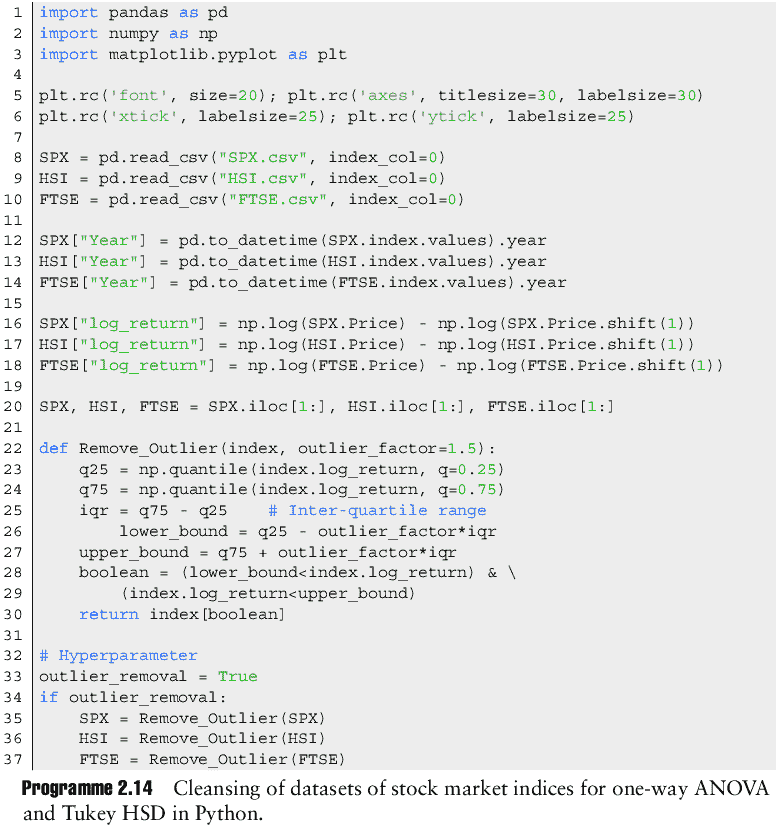 1 import pandas as pd
2 import numpy as np
3 import matplotlib.pyplot as plt
4
5 plt.rc('font', size=20); plt.rc('axes', titlesize=30, labelsize=30)
6 plt.rc('xtick', labelsize=25); plt.rc('ytick', labelsize=25)
7
8 SPX = pd.read_csv("SPX.csv", index_col=0)
9 HSI = pd.read_csv("HSI.csv", index_col=0)
10 FTSE = pd.read_csv("FTSE.csv", index_col=0)
11
12 SPX["Year"] = pd.to_datetime(SPX.index.values).year
13 HSI["Year"] = pd.to_datetime(HSI.index.values).year
14 FTSE["Year"] = pd.to_datetime(FTSE.index.values).year
15
16 SPX["log_return"] = np.log(SPX.Price) - np.log(SPX.Price.shift(1))
17 HSI["log_return"] = np.log(HSI.Price) - np.log(HSI.Price.shift(1))
18 FTSE["log_return"] = np.log(FTSE.Price) - np.log(FTSE.Price.shift(1))
19
20 SPX, HSI, FTSE = SPX.iloc[1:], HSI.iloc[1:], FTSE.iloc[1:]
21
22 def Remove_Outlier(index, outlier_factor=1.5):
23     q25 = np.quantile(index.log_return, q=0.25)
24     q75 = np.quantile(index.log_return, q=0.75)
25     iqr = q75 - q25    # Inter-quartile range
26         lower_bound = q25 - outlier_factor*iqr
27     upper_bound = q75 + outlier_factor*iqr
28     boolean = (lower_bound<index.log_return) & \
29         (index.log_return<upper_bound)
30     return index[boolean]
31
32 # Hyperparameter
33 outlier_removal = True
34 if outlier_removal:
35     SPX = Remove_Outlier(SPX)
36     HSI = Remove_Outlier(HSI)
37     FTSE = Remove_Outlier(FTSE)
Programme 2.14 Cleansing of datasets of stock market indices for one-way ANOVA
and Tukey HSD in Python.